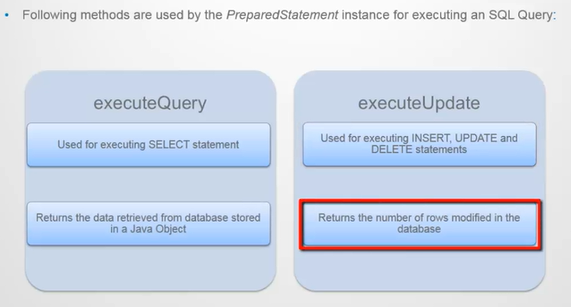 • Following methods are used by the PreparedStatement instance for executing an SQL Query:
executeQuery
Used for executing SELECT statement
Returns the data retrieved from database stored
in a Java Object
executeUpdate
Used for executing INSERT, UPDATE and
DELETE statements
Returns the number of rows modified in the
database